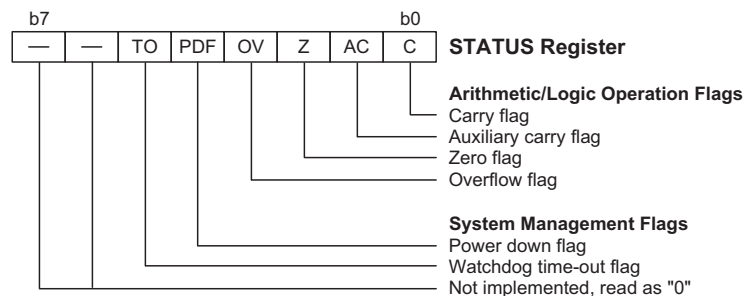 b7 b0
— — TO PDF OV Z AC C STATUS Register
Arithmetic/Logic Operation Flags
Carry flag
Auxiliary carry flag
Zero flag
Overflow flag
System Management Flags
Power down flag
Watchdog time-out flag
Not implemented, read as "0"